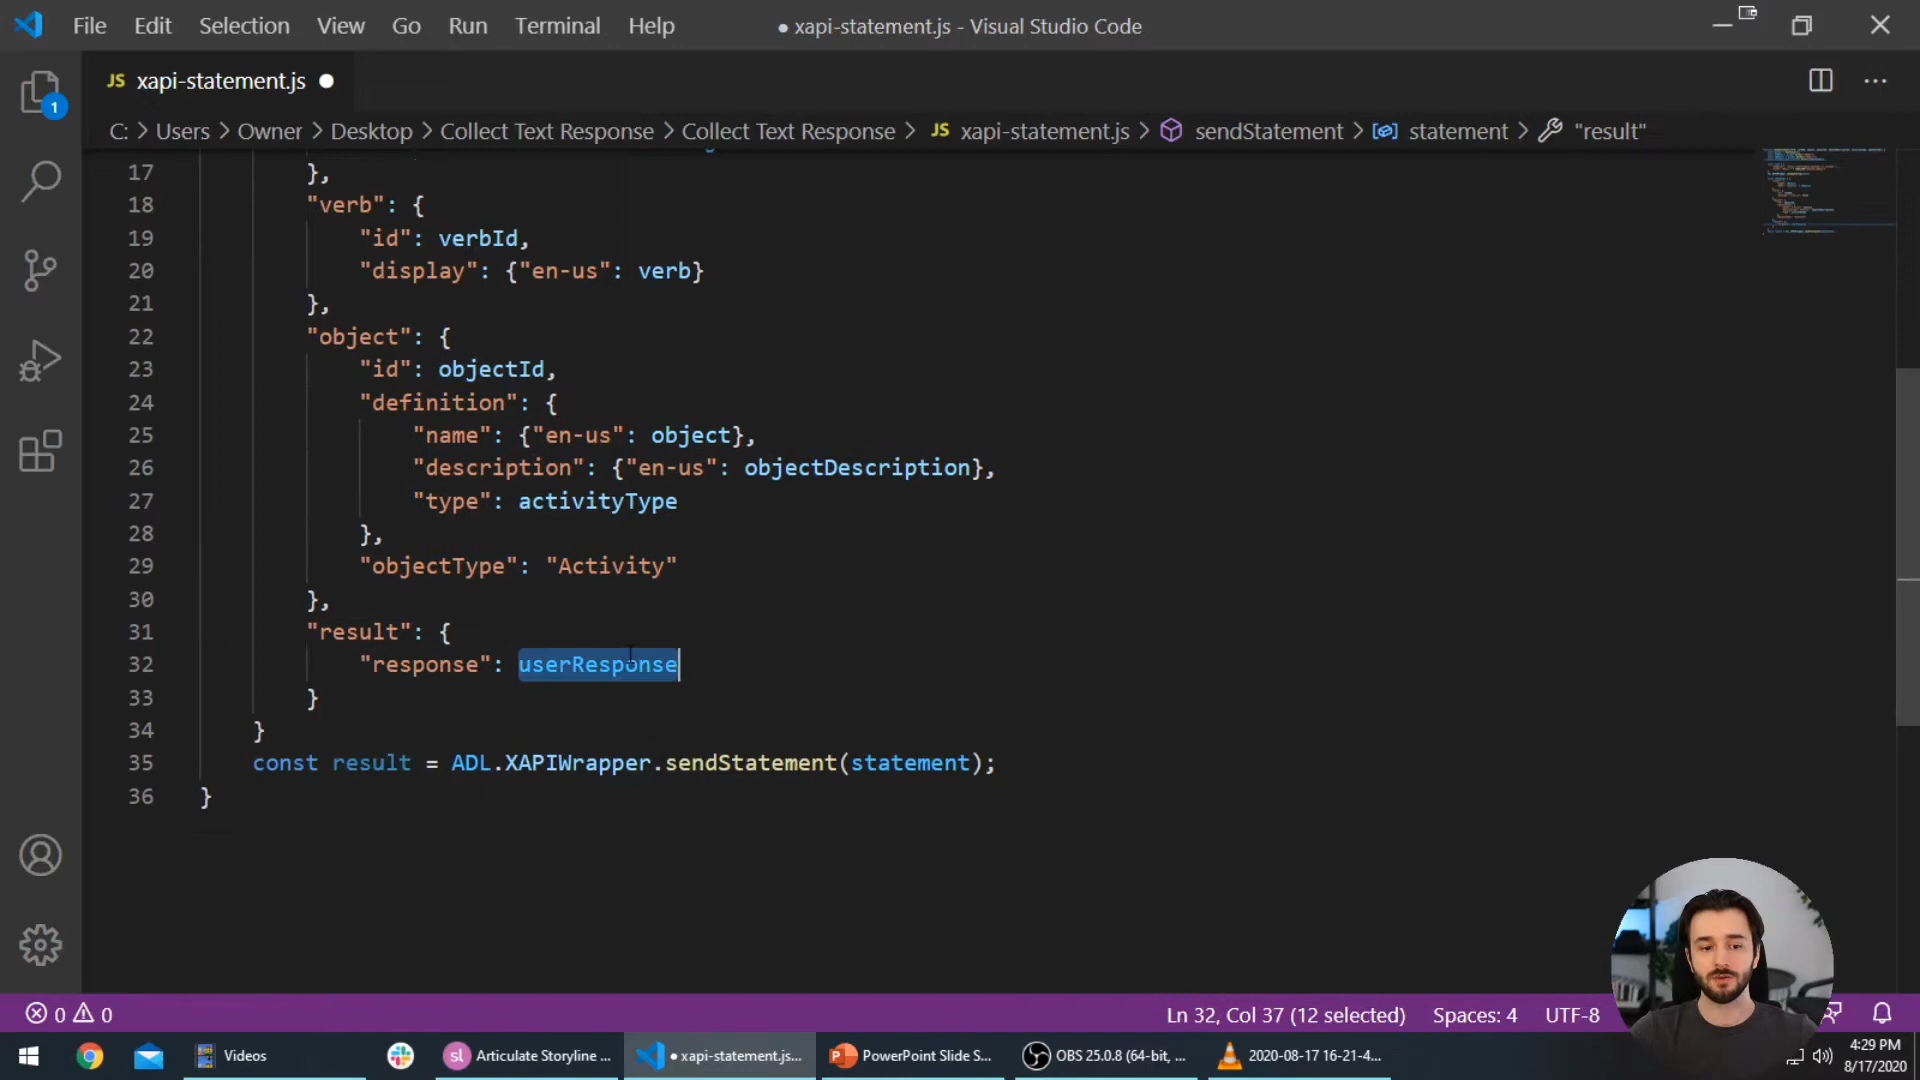 File Edit Selection View Go Run Terminal Help ● xapi-statement.js - Visual Studio Code
JS xapi-statement.js ●
1
C: > Users > Owner > Desktop > Collect Text Response > Collect Text Response > JS xapi-statement.js > sendStatement > statement > "result"
17 },
18 "verb": {
19 "id": verbId,
20 "display": {"en-us": verb}
21 },
22 "object": {
23 "id": objectId,
24 "definition": {
25 "name": {"en-us": object},
26 "description": {"en-us": objectDescription},
27 "type": activityType
28 },
29 "objectType": "Activity"
30 },
31 "result": {
32 "response": userResponse
33 }
34 }
35 const result = ADL.XAPIWrapper.sendStatement(statement);
36 }
0 0 Ln 32, Col 37 (12 selected) Spaces: 4 UTF-8
Videos sl Articulate Storyline ... ● xapi-statement.js... PowerPoint Slide S... OBS 25.0.8 (64-bit, ... 2020-08-17 16-21-4... 4:29 PM
8/17/2020